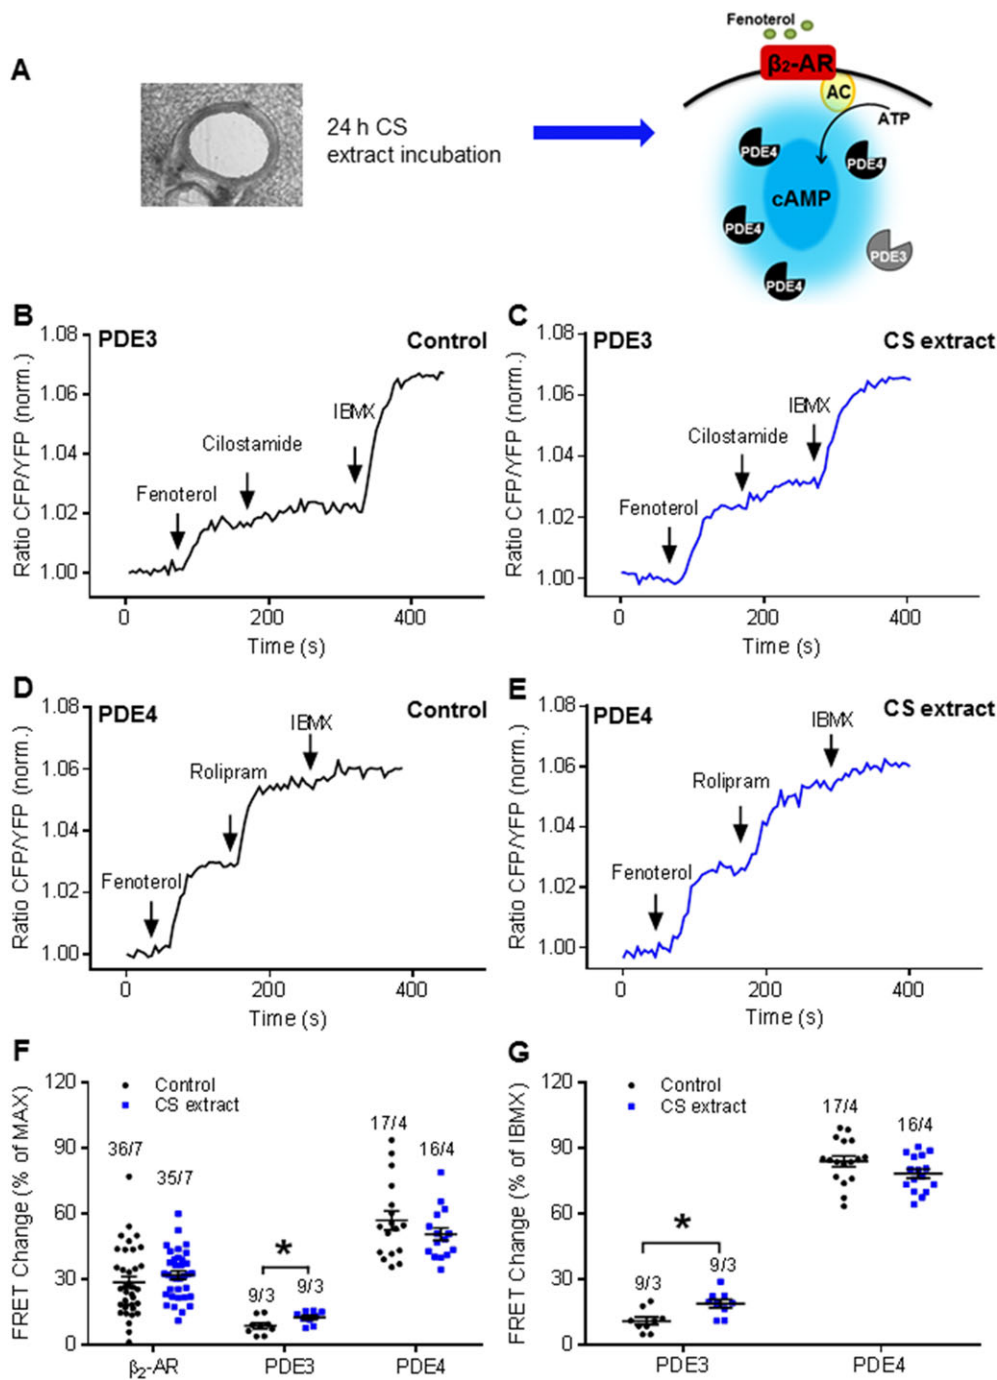 A
24 h CS
extract incubation
Fenoterol
β₂-AR
AC
ATP
PDE4
PDE4
cAMP
PDE4
PDE3
PDE4
B
PDE3
Control
Ratio CFP/YFP (norm.)
1.08
1.06
1.04
1.02
1.00
IBMX
Cilostamide
Fenoterol
0
200
400
Time (s)
C
PDE3
CS extract
Ratio CFP/YFP (norm.)
1.08
1.06
1.04
1.02
1.00
IBMX
Cilostamide
Fenoterol
0
200
400
Time (s)
D
PDE4
Control
Ratio CFP/YFP (norm.)
1.08
1.06
1.04
1.02
1.00
IBMX
Rolipram
Fenoterol
0
200
400
Time (s)
E
PDE4
CS extract
Ratio CFP/YFP (norm.)
1.08
1.06
1.04
1.02
1.00
IBMX
Rolipram
Fenoterol
0
200
400
Time (s)
F
FRET Change (% of MAX)
120
90
60
30
0
Control
CS extract
36/7
35/7
9/3
9/3
*
17/4
16/4
β₂-AR
PDE3
PDE4
G
FRET Change (% of IBMX)
120
90
60
30
0
Control
CS extract
9/3
9/3
*
17/4
16/4
PDE3
PDE4